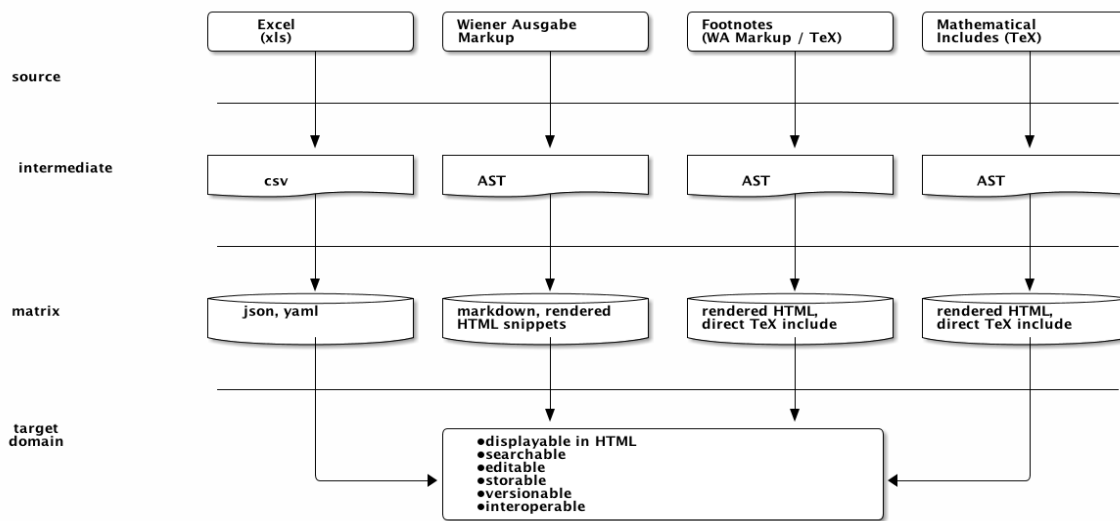 Excel
(xls)
Wiener Ausgabe
Markup
Footnotes
(WA Markup / TeX)
Mathematical
Includes (TeX)
source
intermediate
csv
AST
AST
AST
matrix
json, yaml
markdown, rendered
HTML snippets
rendered HTML,
direct TeX include
rendered HTML,
direct TeX include
target
domain
●displayable in HTML
●searchable
●editable
●storable
●versionable
●interoperable